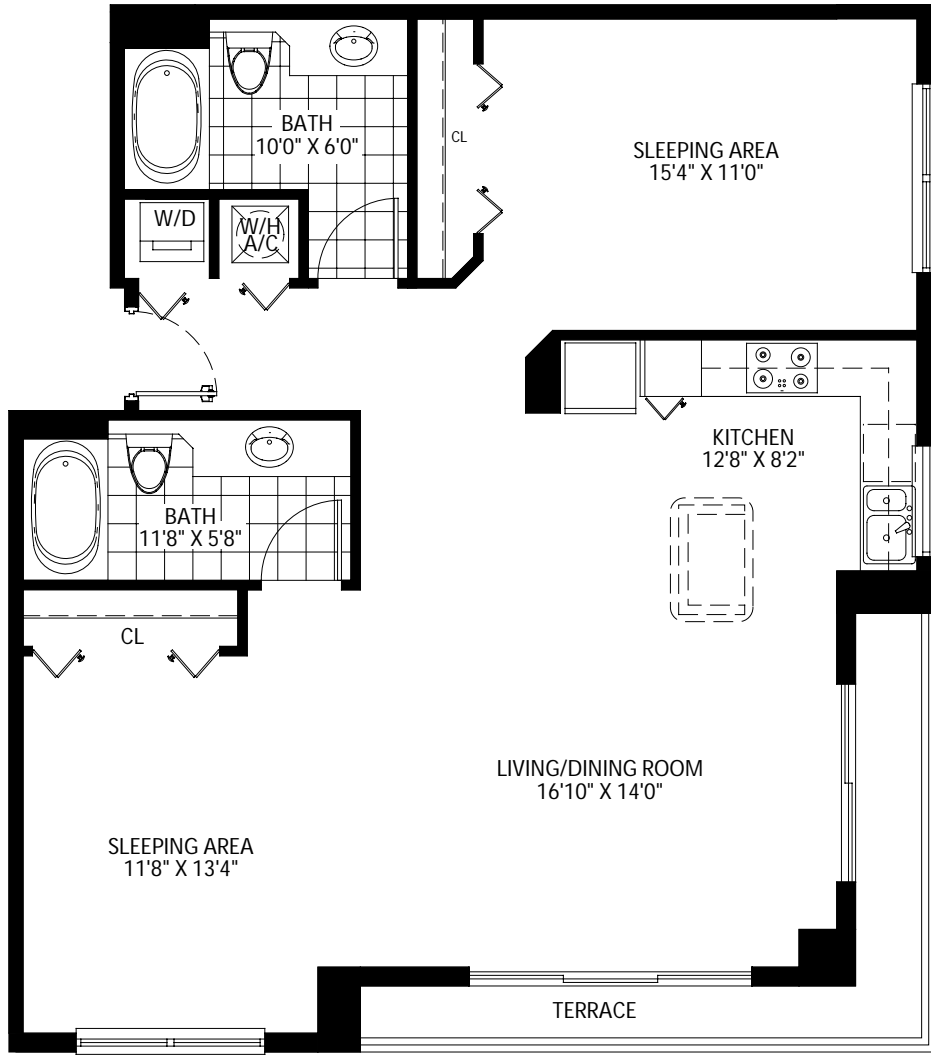 BATH
10'0" X 6'0"
CL
SLEEPING AREA
15'4" X 11'0"
W/D
W/H
A/C
KITCHEN
12'8" X 8'2"
BATH
11'8" X 5'8"
CL
LIVING/DINING ROOM
16'10" X 14'0"
SLEEPING AREA
11'8" X 13'4"
TERRACE